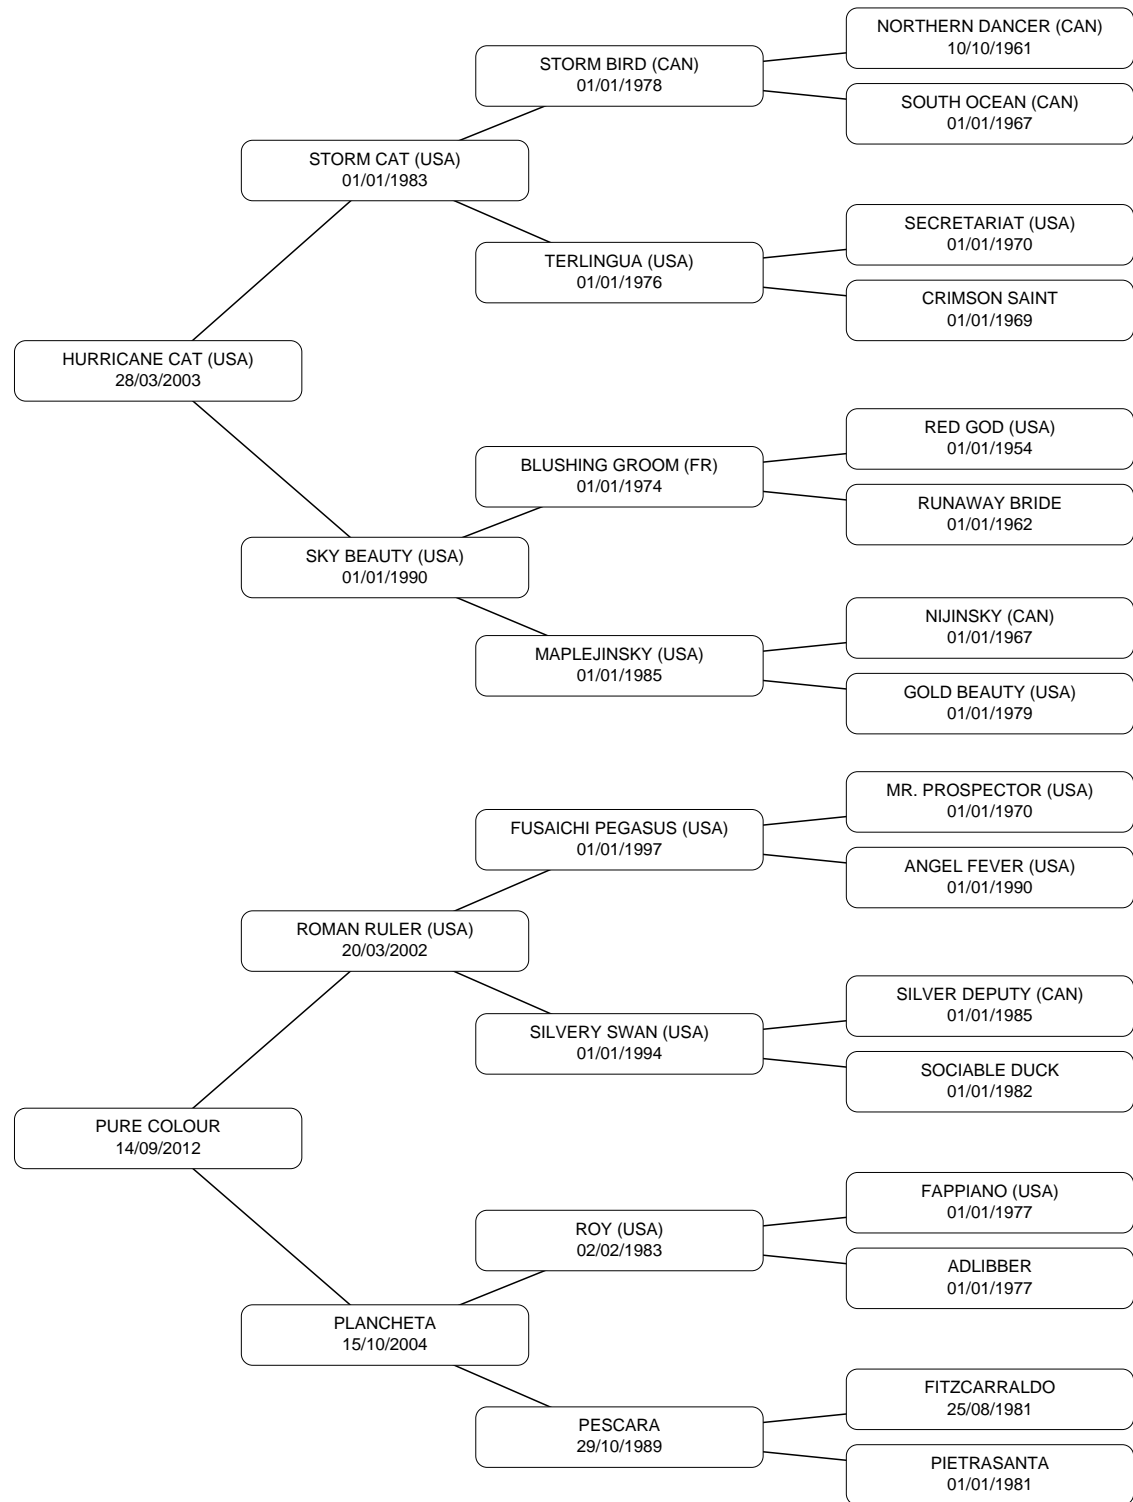 NORTHERN DANCER (CAN)
10/10/1961
STORM BIRD (CAN)
01/01/1978
SOUTH OCEAN (CAN)
01/01/1967
STORM CAT (USA)
01/01/1983
SECRETARIAT (USA)
01/01/1970
TERLINGUA (USA)
01/01/1976
CRIMSON SAINT
01/01/1969
HURRICANE CAT (USA)
28/03/2003
RED GOD (USA)
01/01/1954
BLUSHING GROOM (FR)
01/01/1974
RUNAWAY BRIDE
01/01/1962
SKY BEAUTY (USA)
01/01/1990
NIJINSKY (CAN)
01/01/1967
MAPLEJINSKY (USA)
01/01/1985
GOLD BEAUTY (USA)
01/01/1979
MR. PROSPECTOR (USA)
01/01/1970
FUSAICHI PEGASUS (USA)
01/01/1997
ANGEL FEVER (USA)
01/01/1990
ROMAN RULER (USA)
20/03/2002
SILVER DEPUTY (CAN)
01/01/1985
SILVERY SWAN (USA)
01/01/1994
SOCIABLE DUCK
01/01/1982
PURE COLOUR
14/09/2012
FAPPIANO (USA)
01/01/1977
ROY (USA)
02/02/1983
ADLIBBER
01/01/1977
PLANCHETA
15/10/2004
FITZCARRALDO
25/08/1981
PESCARA
29/10/1989
PIETRASANTA
01/01/1981